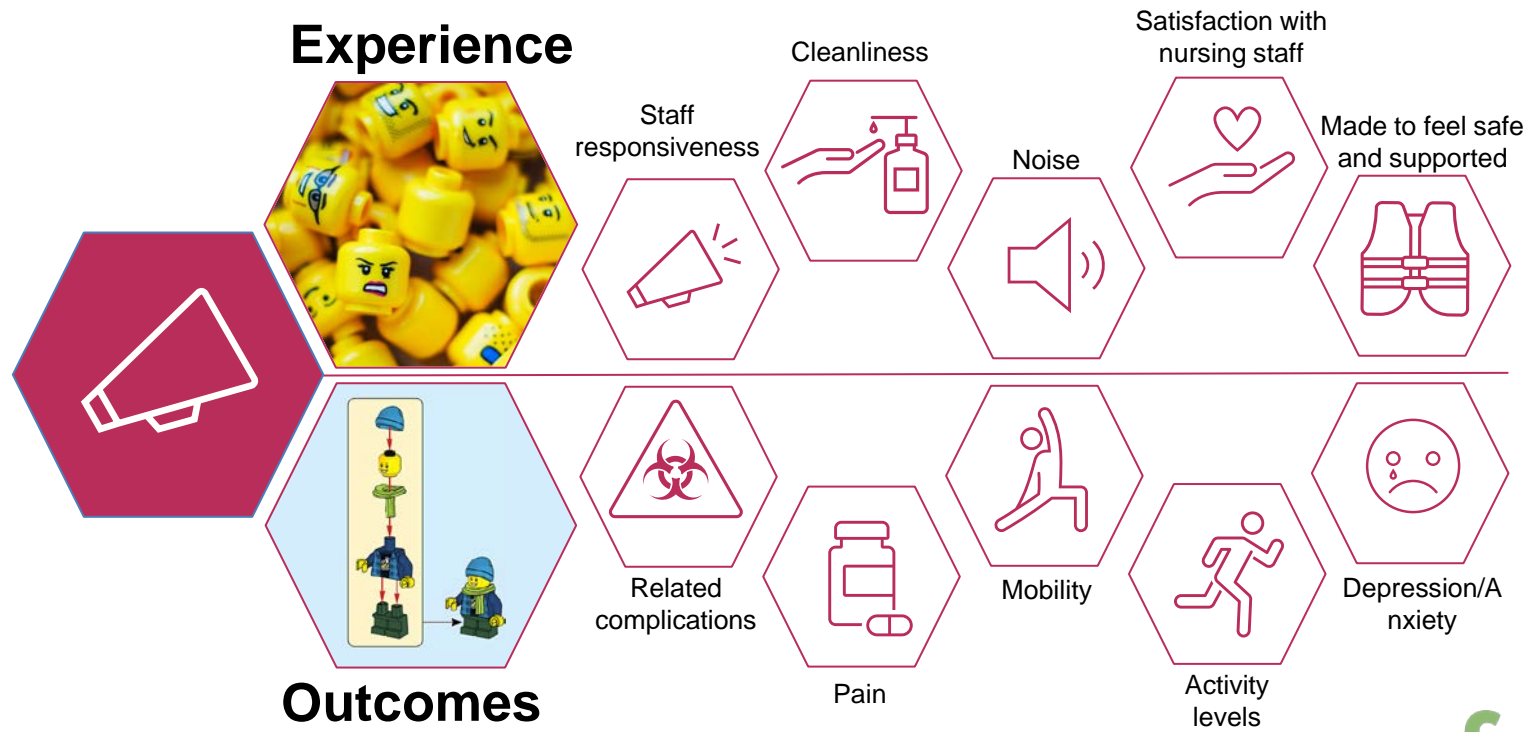 Experience
Staff
responsiveness
Cleanliness
Noise
Satisfaction with
nursing staff
Made to feel safe
and supported
Outcomes
Related
complications
Pain
Mobility
Activity
levels
Depression/A
nxiety